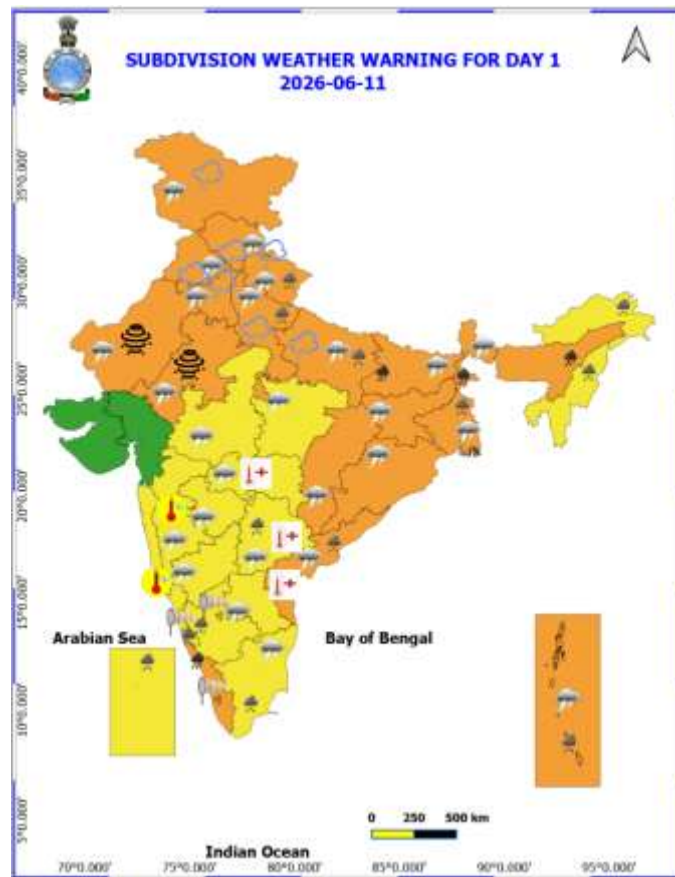 SUBDIVISION WEATHER WARNING FOR DAY 1
2026-06-11
40°0.000'
35°0.000'
30°0.000'
25°0.000'
20°0.000'
15°0.000'
10°0.000'
5°0.000'
Arabian Sea
Bay of Bengal
0 250 500 km
Indian Ocean
70°0.000' 75°0.000' 80°0.000' 85°0.000' 90°0.000' 95°0.000'